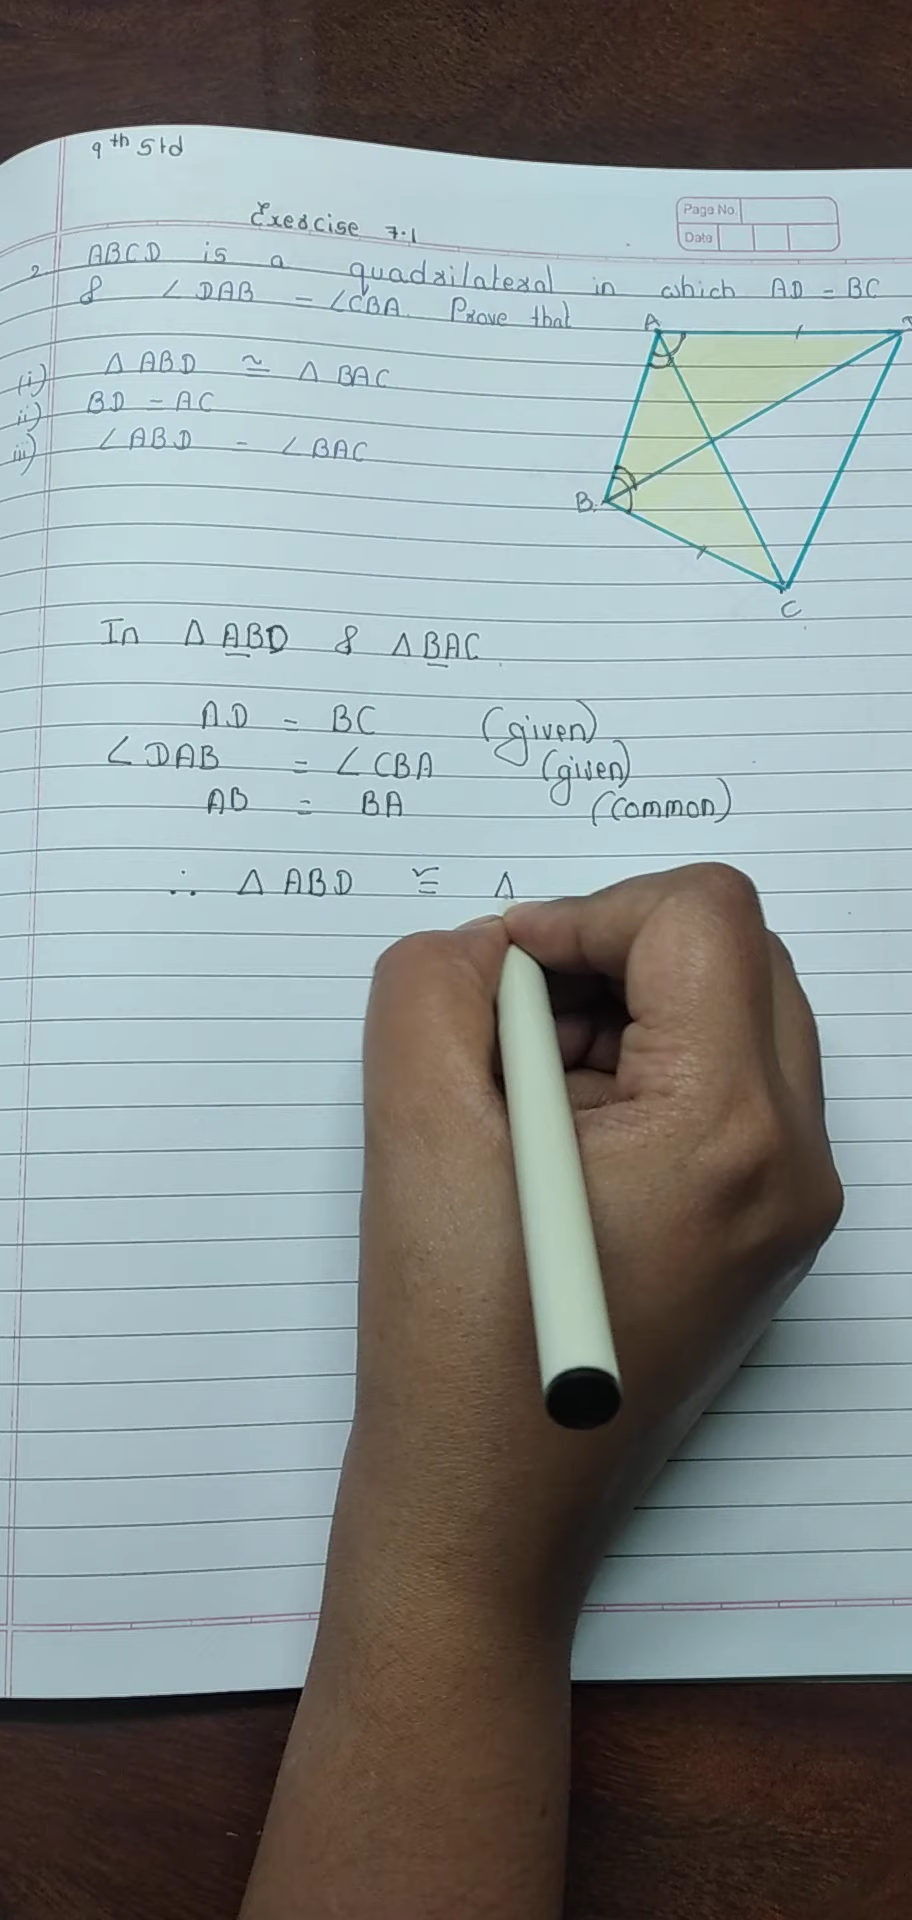 9th Std
Exercise 7.1
Page No.
Date
2. ABCD is a quadrilateral in which AD = BC
& ∠DAB = ∠CBA. Prove that
(i) △ ABD ≅ △ BAC
ii) BD = AC
iii) ∠ABD = ∠BAC
A
B
C
In △ ABD & △ BAC
AD = BC (given)
∠DAB = ∠CBA (given)
AB = BA (common)
∴ △ ABD ≅ △